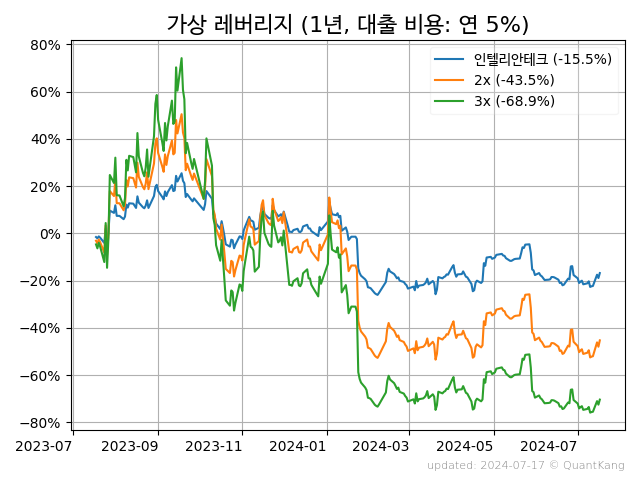 가상 레버리지 (1년, 대출 비용: 연 5%)
80%
60%
40%
20%
0%
−20%
−40%
−60%
−80%
인텔리안테크 (-15.5%)
2x (-43.5%)
3x (-68.9%)
2023-07 2023-09 2023-11 2024-01 2024-03 2024-05 2024-07
updated: 2024-07-17 © QuantKang